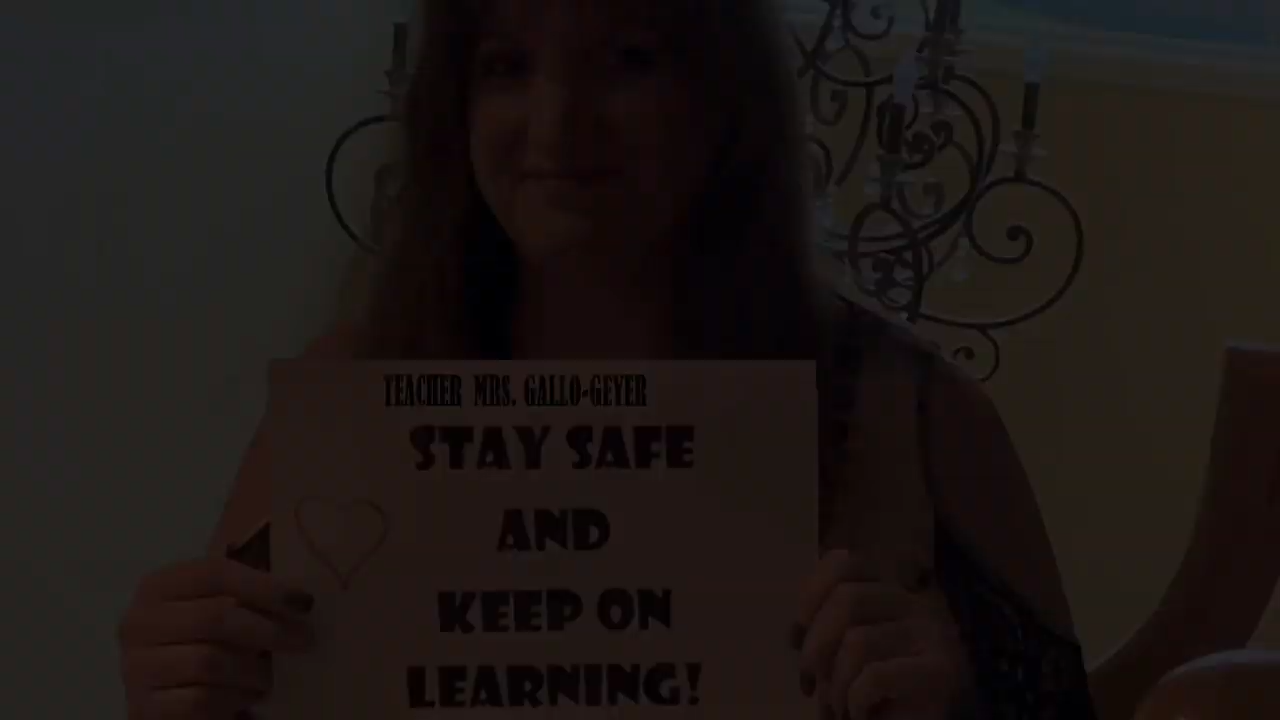 TEACHER MRS. GALLO-GEYER
STAY SAFE
AND
KEEP ON
LEARNING!